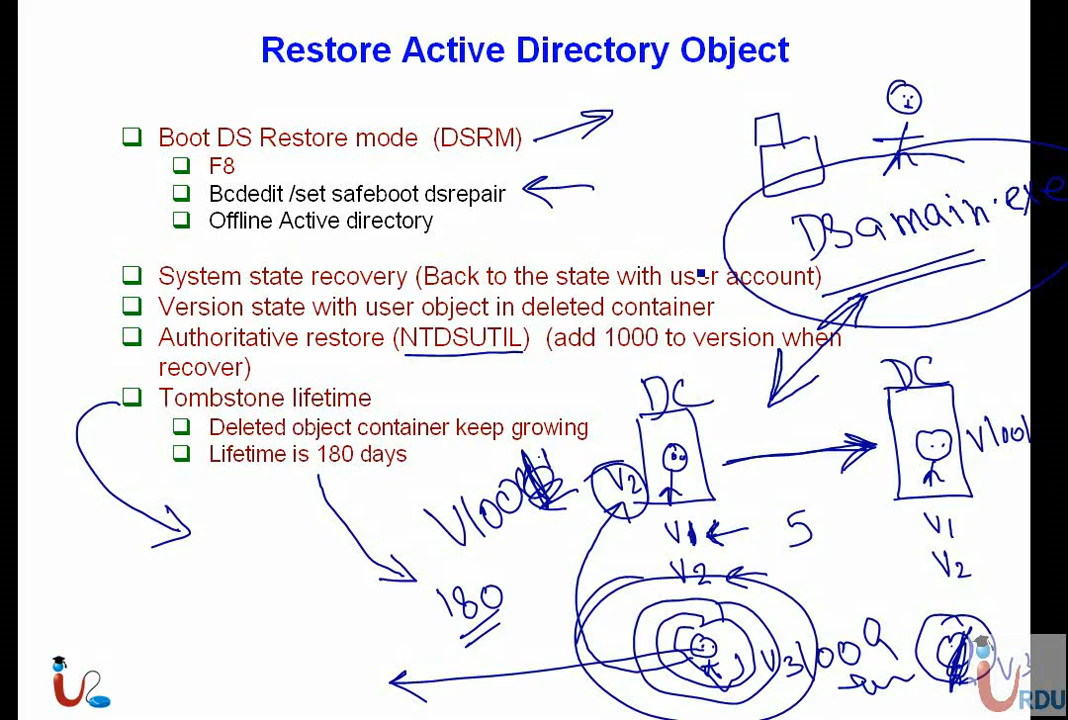 Restore Active Directory Object
Boot DS Restore mode (DSRM)
F8
Bcdedit /set safeboot dsrepair
Offline Active directory
DSamain.exe
System state recovery (Back to the state with user account)
Version state with user object in deleted container
Authoritative restore (NTDSUTIL) (add 1000 to version when
recover)
DC
DC
Tombstone lifetime
Deleted object container keep growing
Lifetime is 180 days
V1001
V2
V1
S
V1
V2
V2
180
V3
URDU